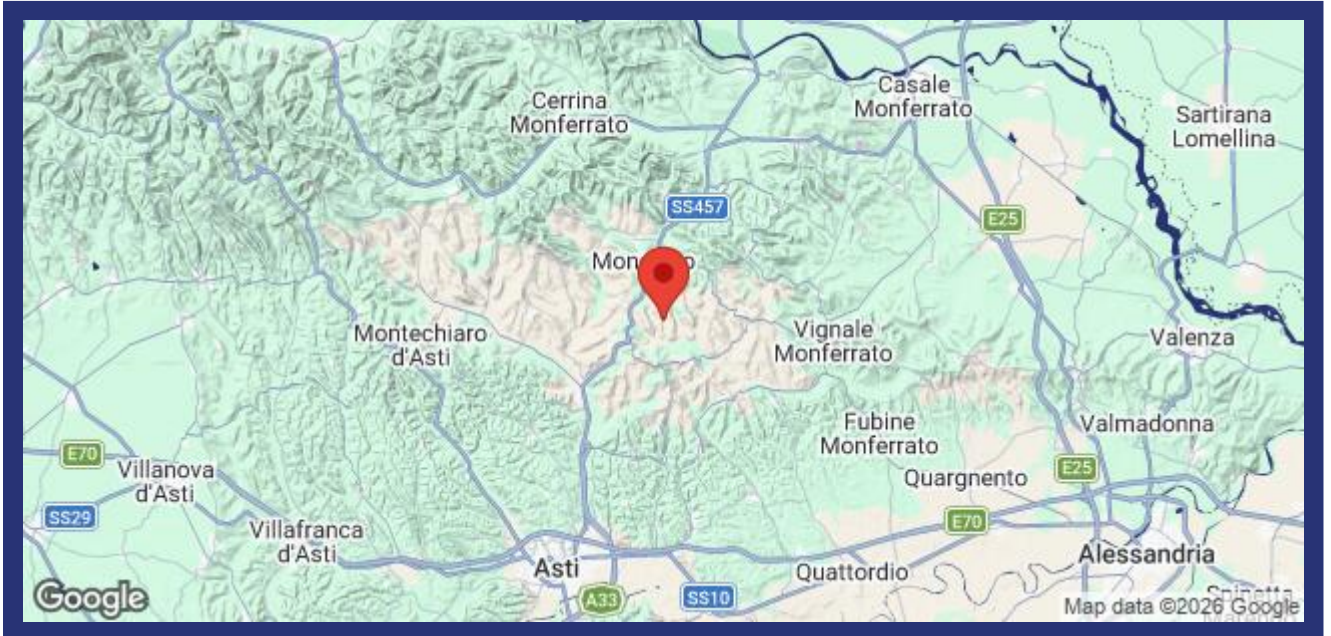 Cerrina
Monferrato
Casale
Monferrato
Sartirana
Lomellina
SS457
E25
Montechiaro
d'Asti
Vignale
Monferrato
Valenza
Fubine
Monferrato
Valmadonna
E70
Villanova
d'Asti
Quargnento
E25
SS29
Villafranca
d'Asti
E70
Asti
Quattordio
Alessandria
Google
A33
SS10
Map data ©2026 Google